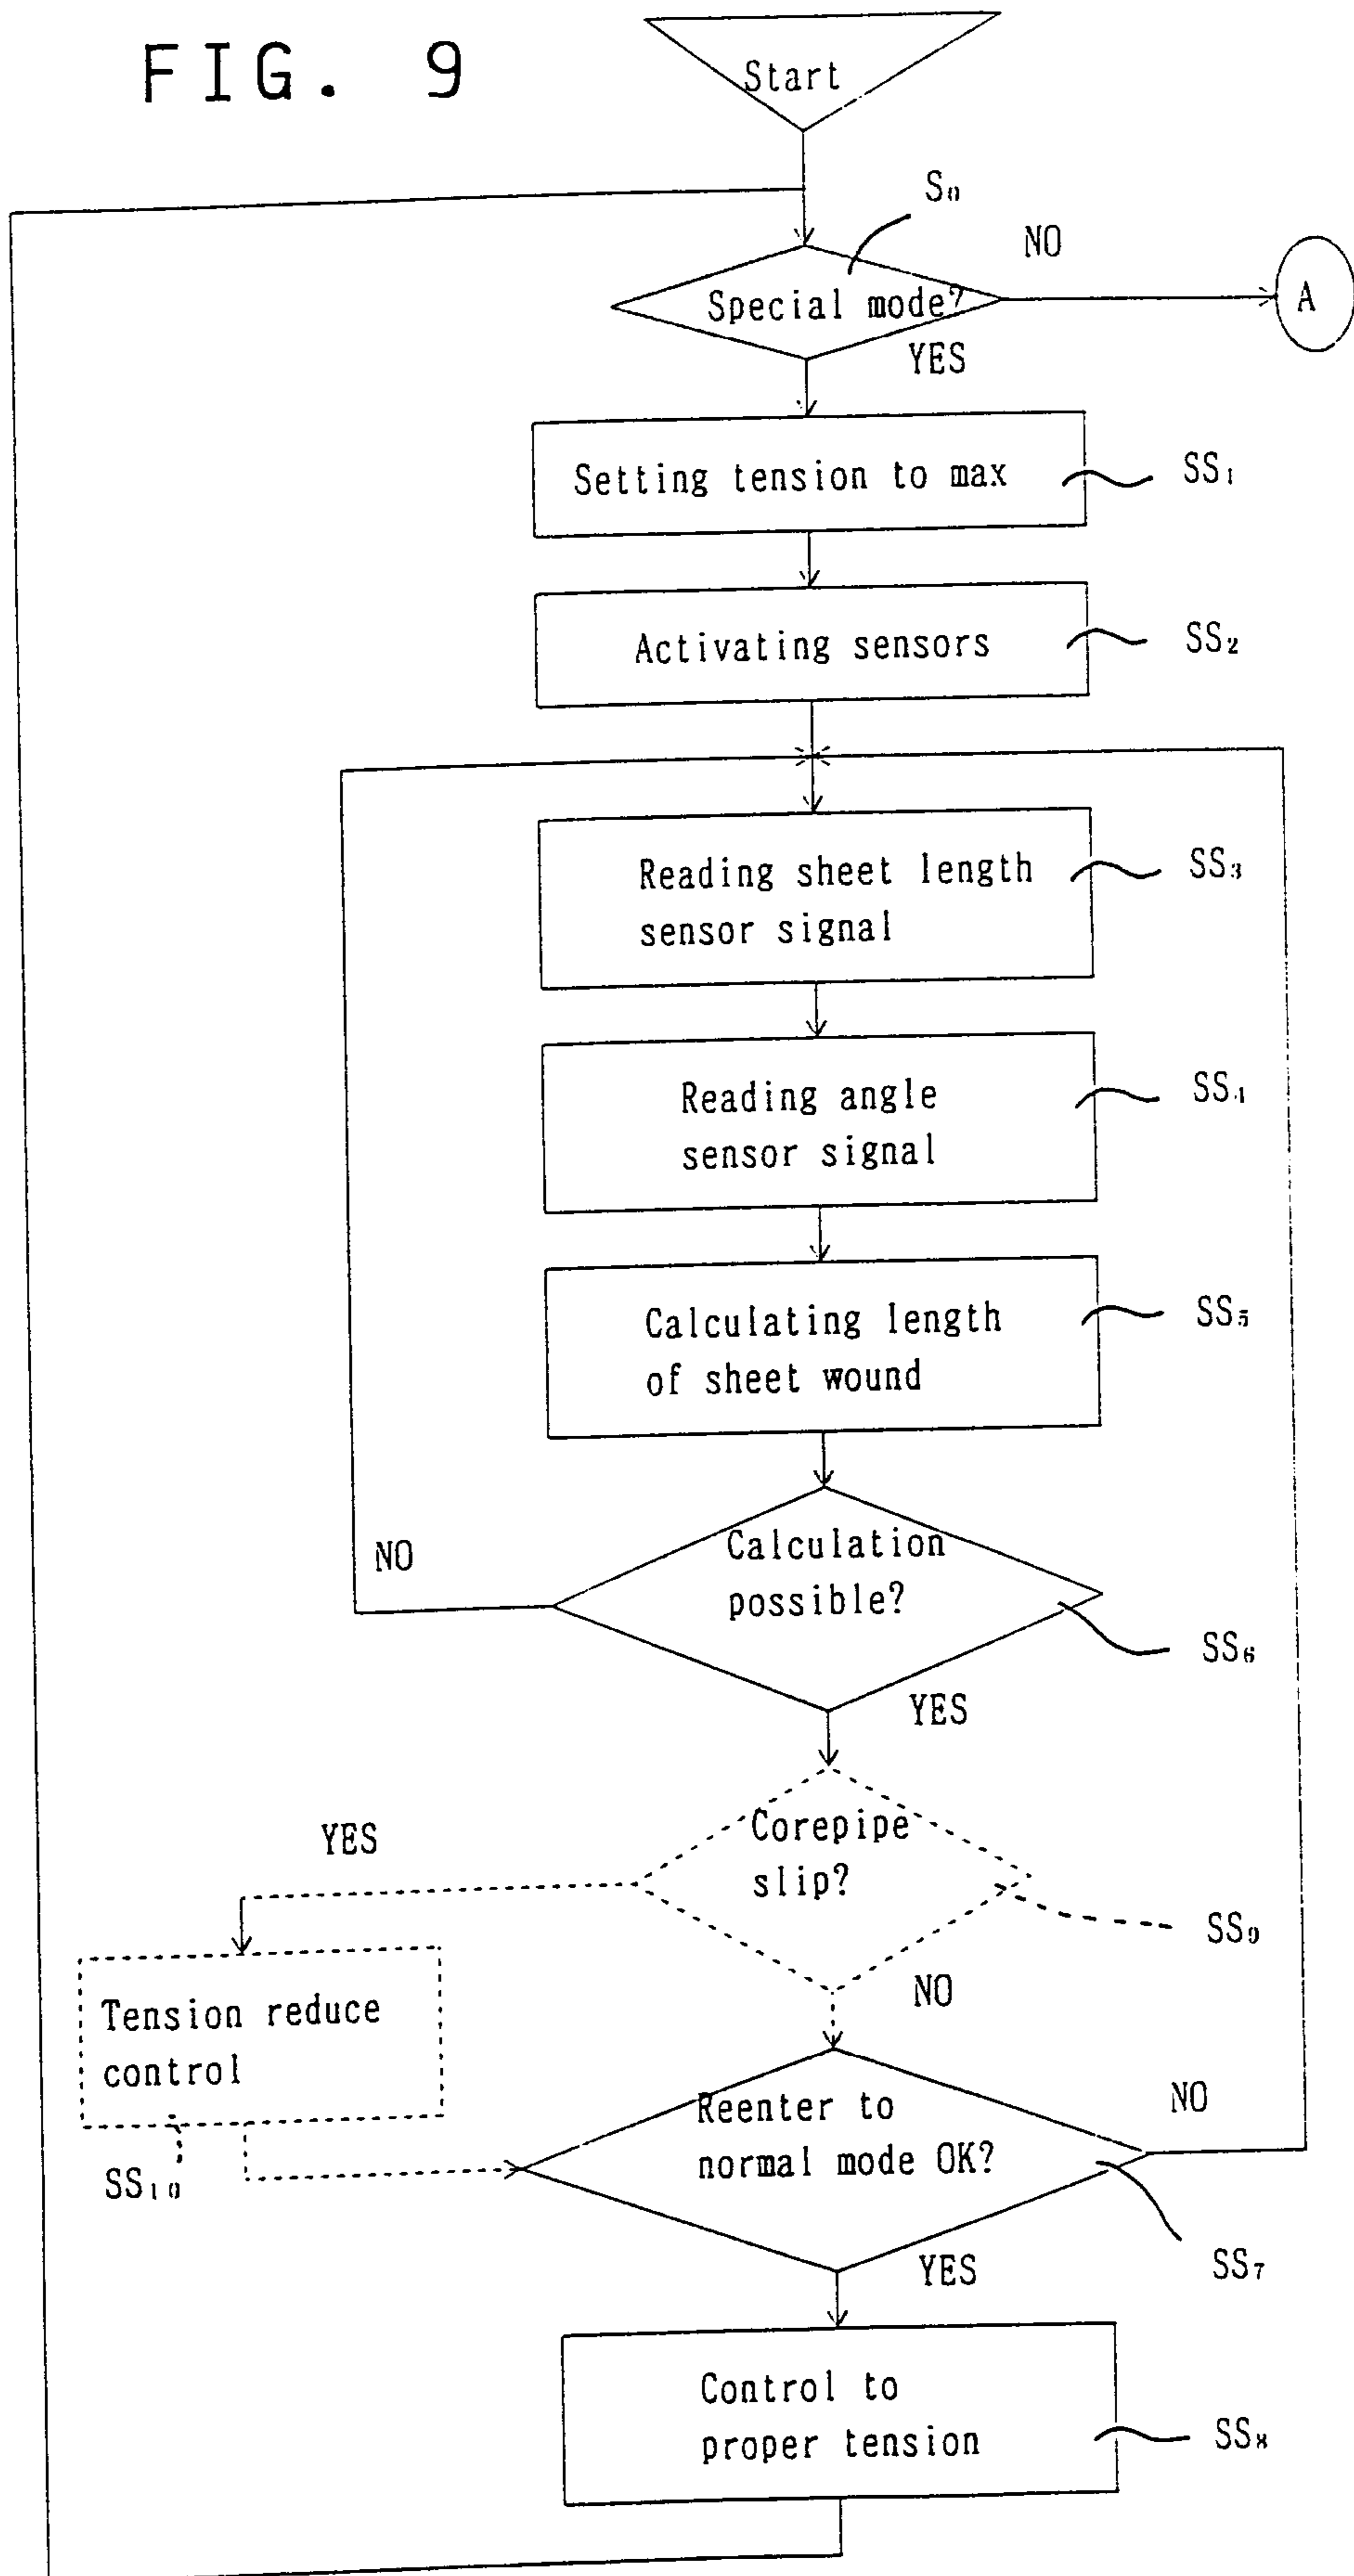 FIG. 9
Start
S₀
NO
Special mode?
A
YES
Setting tension to max
SS₁
Activating sensors
SS₂
Reading sheet length
sensor signal
SS₃
Reading angle
sensor signal
SS₄
Calculating length
of sheet wound
SS₅
Calculation
possible?
NO
SS₆
YES
Corepipe
slip?
YES
SS₉
NO
Tension reduce
control
SS₁₀
Reenter to
normal mode OK?
NO
SS₇
YES
Control to
proper tension
SS₈